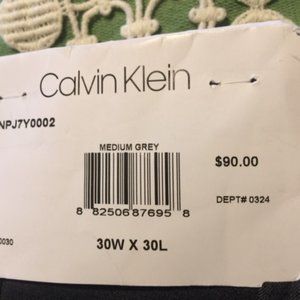 Calvin Klein
NPJ7Y0002
MEDIUM GREY
$90.00
8 82506 87695 8
DEPT# 0324
0030
30W X 30L